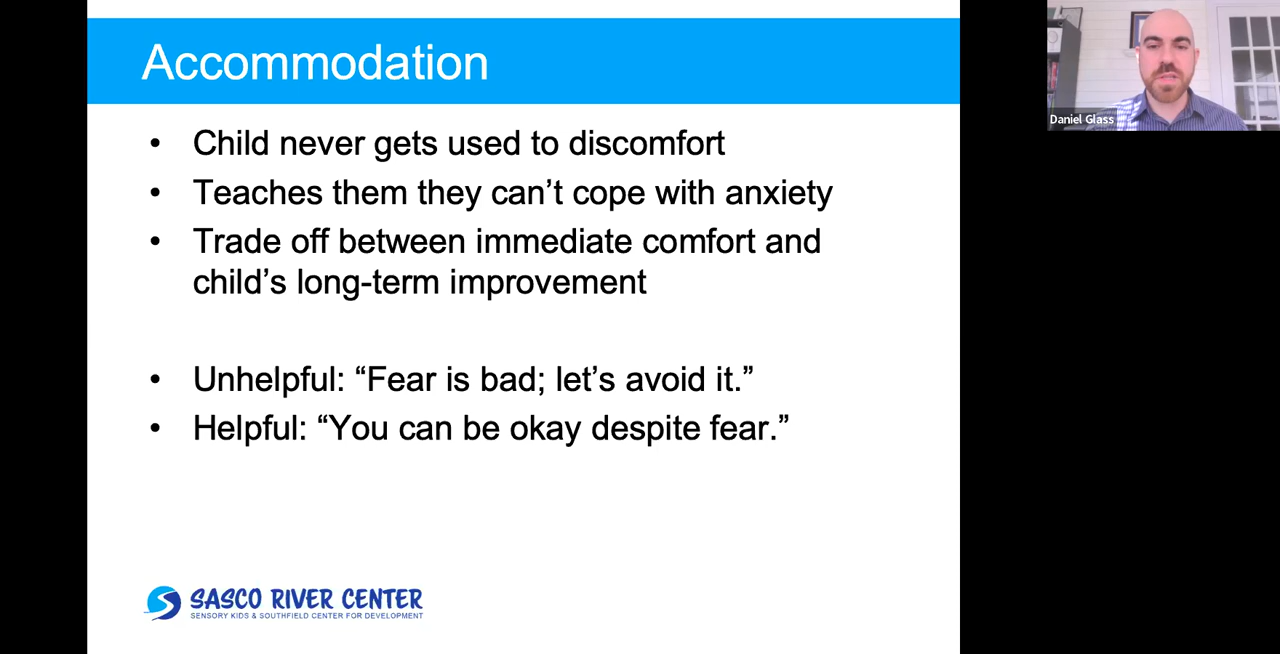 Accommodation
Daniel Glass
• Child never gets used to discomfort
• Teaches them they can’t cope with anxiety
• Trade off between immediate comfort and
child’s long-term improvement
• Unhelpful: “Fear is bad; let’s avoid it.”
• Helpful: “You can be okay despite fear.”
SASCO RIVER CENTER
SENSORY KIDS & SOUTHFIELD CENTER FOR DEVELOPMENT